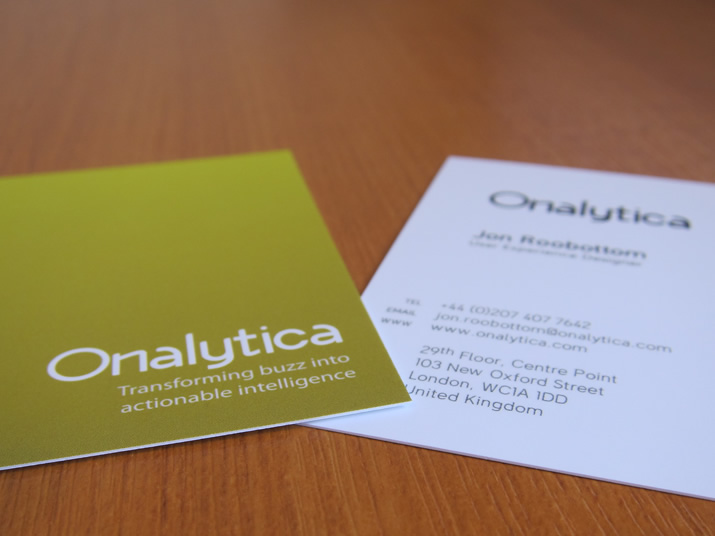 Onalytica
Transforming buzz into
actionable intelligence
Onalytica
Jon Roobottom
User Experience Designer
TEL +44 (0)207 407 7642
EMAIL jon.roobottom@onalytica.com
WWW www.onalytica.com
29th Floor, Centre Point
103 New Oxford Street
London, WC1A 1DD
United Kingdom